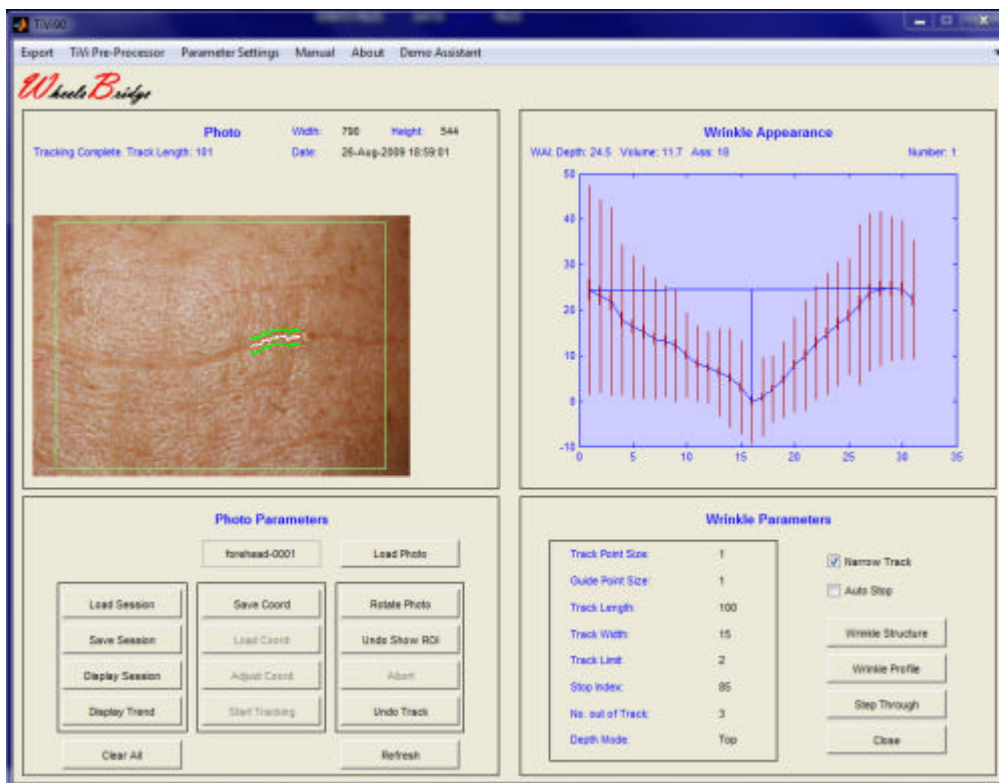 TiVi90
Export TiVi Pre-Processor Parameter Settings Manual About Demo Assistant
WheelsBridge
Photo Width: 790 Height: 544
Tracking Complete. Track Length: 101 Date: 26-Aug-2009 18:59:01
Wrinkle Appearance
WAI: Depth: 24.5 Volume: 11.7 Ass: 18 Number: 1
50
40
30
20
10
0
-10
0 5 10 15 20 25 30 35
Photo Parameters
forehead-0001 Load Photo
Load Session Save Coord Rotate Photo
Save Session Load Coord Undo Show ROI
Display Session Adjust Coord Abort
Display Trend Start Tracking Undo Track
Clear All Refresh
Wrinkle Parameters
Track Point Size: 1
Guide Point Size: 1
Track Length: 100
Track Width: 15
Track Limit: 2
Stop Index: 85
No. out of Track: 3
Depth Mode: Top
Narrow Track
Auto Stop
Wrinkle Structure
Wrinkle Profile
Step Through
Close